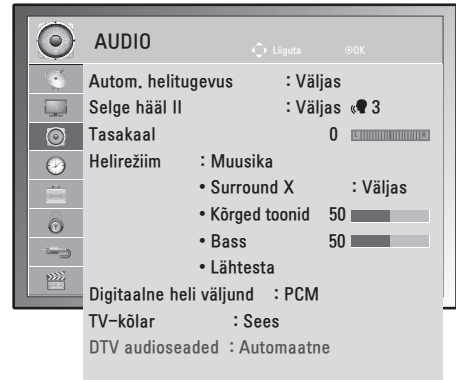 AUDIO
Liiguta OK
Autom. helitugevus : Väljas
Selge hääl II : Väljas 3
Tasakaal 0 L R
Helirežiim : Muusika
• Surround X : Väljas
• Kõrged toonid 50
• Bass 50
• Lähtesta
Digitaalne heli väljund : PCM
TV-kõlar : Sees
DTV audioseaded : Automaatne